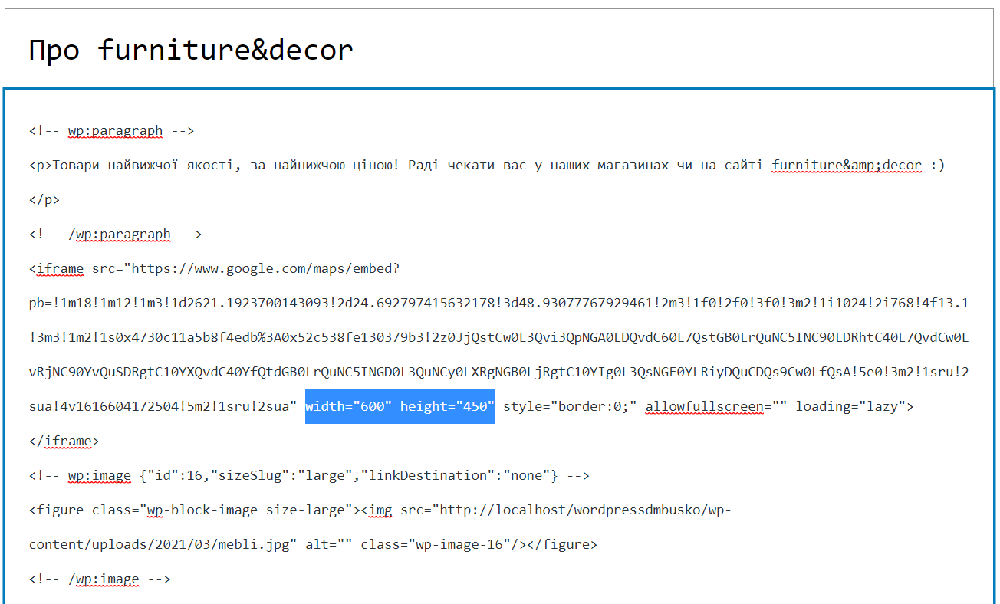 Про furniture&decor
<!-- wp:paragraph -->
<p>Товари найвижчої якості, за найнижчою ціною! Раді чекати вас у наших магазинах чи на сайті furniture&amp;decor :)
</p>
<!-- /wp:paragraph -->
<iframe src="https://www.google.com/maps/embed?
pb=!1m18!1m12!1m3!1d2621.1923700143093!2d24.692797415632178!3d48.93077767929461!2m3!1f0!2f0!3f0!3m2!1i1024!2i768!4f13.1
!3m3!1m2!1s0x4730c11a5b8f4edb%3A0x52c538fe130379b3!2z0JjQstCw0L3Qvi3QpNGA0LDQvdC60L7QstGB0LrQuNC5INC90LDRhtC40L7QvdCw0L
vRjNC90YvQuSDRgtC10YXQvdC40YfQtdGB0LrQuNC5INGD0L3QuNCy0LXRgNGB0LjRgtC10YIg0L3QsNGE0YLRiyDQuCDQs9Cw0LfQsA!5e0!3m2!1sru!2
sua!4v1616604172504!5m2!1sru!2sua" width="600" height="450" style="border:0;" allowfullscreen="" loading="lazy">
</iframe>
<!-- wp:image {"id":16,"sizeSlug":"large","linkDestination":"none"} -->
<figure class="wp-block-image size-large"><img src="http://localhost/wordpressdmbusko/wp-
content/uploads/2021/03/mebli.jpg" alt="" class="wp-image-16"/></figure>
<!-- /wp:image -->